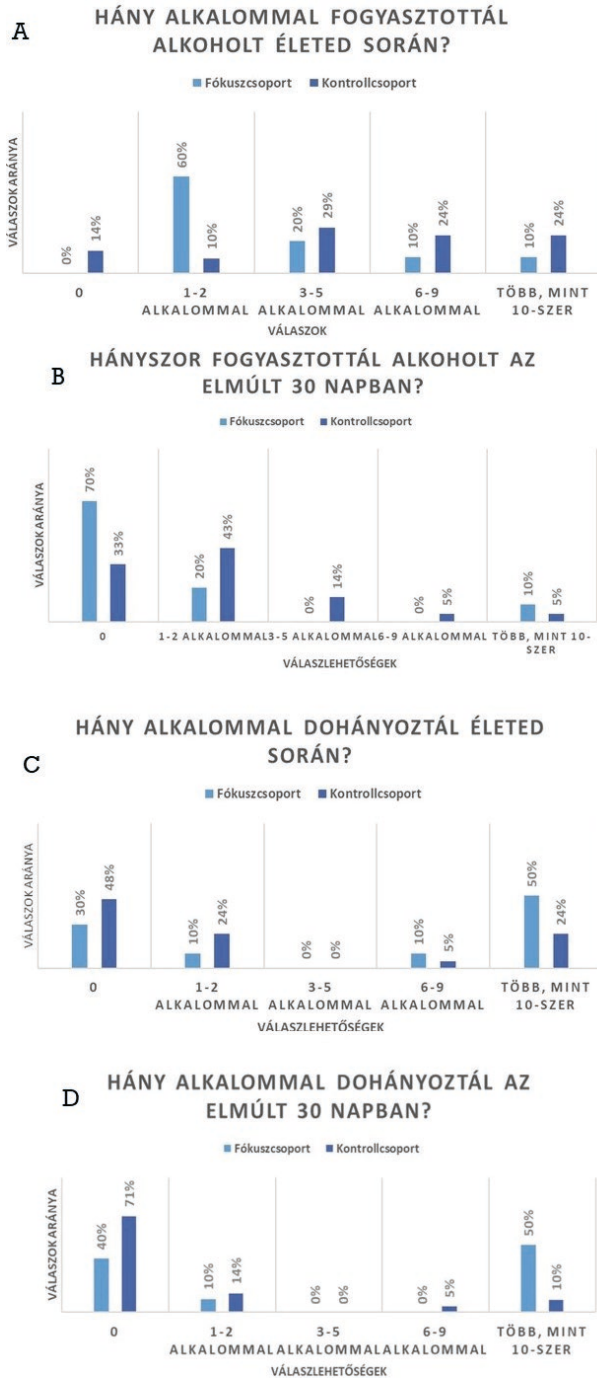 A
HÁNY ALKALOMMAL FOGYASZTOTTÁL
ALKOHOLT ÉLETED SORÁN?
Fókuszcsoport Kontrollcsoport
VÁLASZOK ARÁNYA
0% 14% 60% 10% 20% 29% 10% 24% 10% 24%
0 1-2 3-5 6-9 TÖBB, MINT
ALKALOMMAL ALKALOMMAL ALKALOMMAL 10-SZER
VÁLASZOK
B
HÁNYSZOR FOGYASZTOTTÁL ALKOHOLT AZ
ELMÚLT 30 NAPBAN?
Fókuszcsoport Kontrollcsoport
VÁLASZOK ARÁNYA
70% 33% 20% 43% 0% 14% 0% 5% 10% 5%
0 1-2 ALKALOMMAL 3-5 ALKALOMMAL 6-9 ALKALOMMAL TÖBB, MINT 10-
SZER
VÁLASZLEHETŐSÉGEK
C
HÁNY ALKALOMMAL DOHÁNYOZTÁL ÉLETED
SORÁN?
Fókuszcsoport Kontrollcsoport
VÁLASZOK ARÁNYA
30% 48% 10% 24% 0% 0% 10% 5% 50% 24%
0 1-2 3-5 6-9 TÖBB, MINT
ALKALOMMAL ALKALOMMAL ALKALOMMAL 10-SZER
VÁLASZLEHETŐSÉGEK
D
HÁNY ALKALOMMAL DOHÁNYOZTÁL AZ
ELMÚLT 30 NAPBAN?
Fókuszcsoport Kontrollcsoport
VÁLASZOK ARÁNYA
40% 71% 10% 14% 0% 0% 0% 5% 50% 10%
0 1-2 3-5 6-9 TÖBB, MINT
ALKALOMMAL ALKALOMMAL ALKALOMMAL 10-SZER
VÁLASZLEHETŐSÉGEK